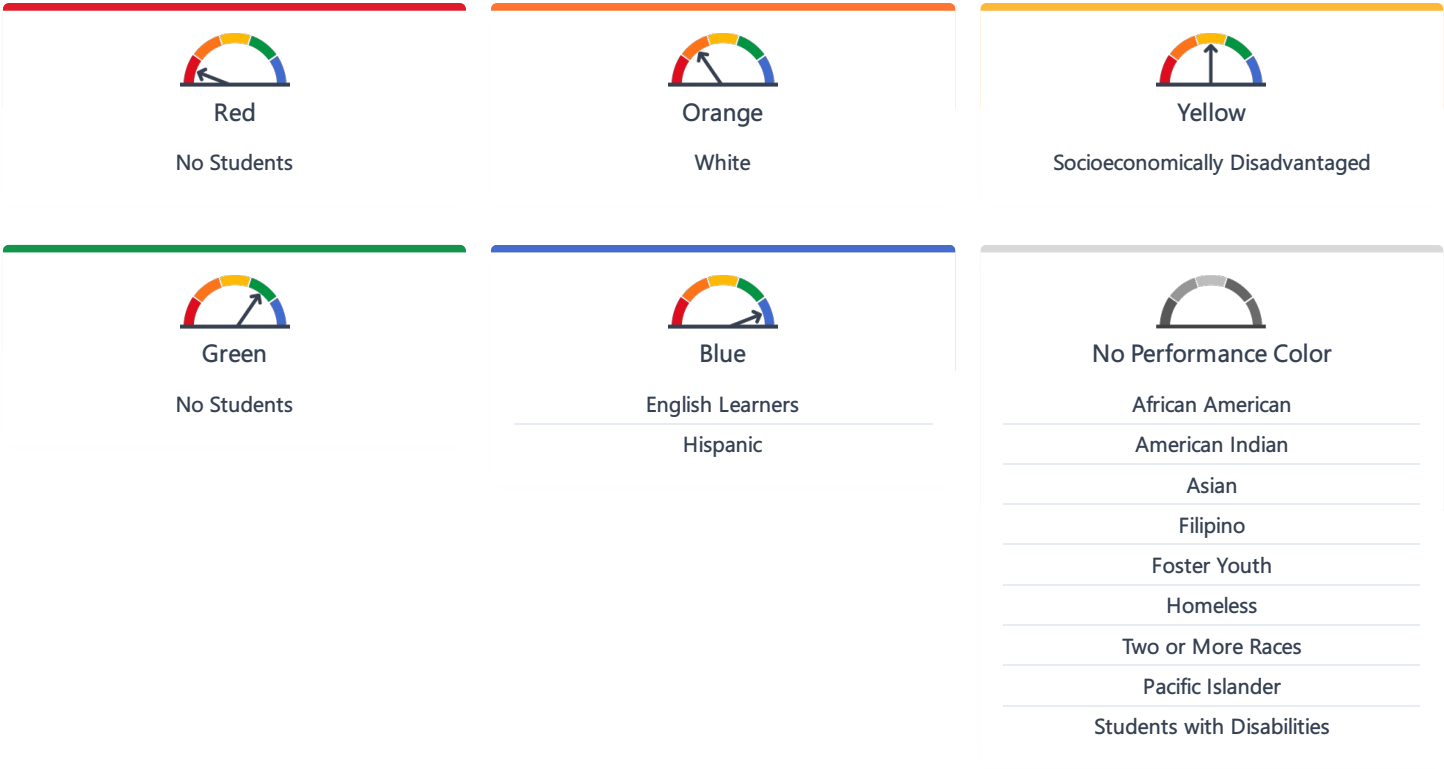 Red
No Students
Orange
White
Yellow
Socioeconomically Disadvantaged
Green
No Students
Blue
English Learners
Hispanic
No Performance Color
African American
American Indian
Asian
Filipino
Foster Youth
Homeless
Two or More Races
Pacific Islander
Students with Disabilities